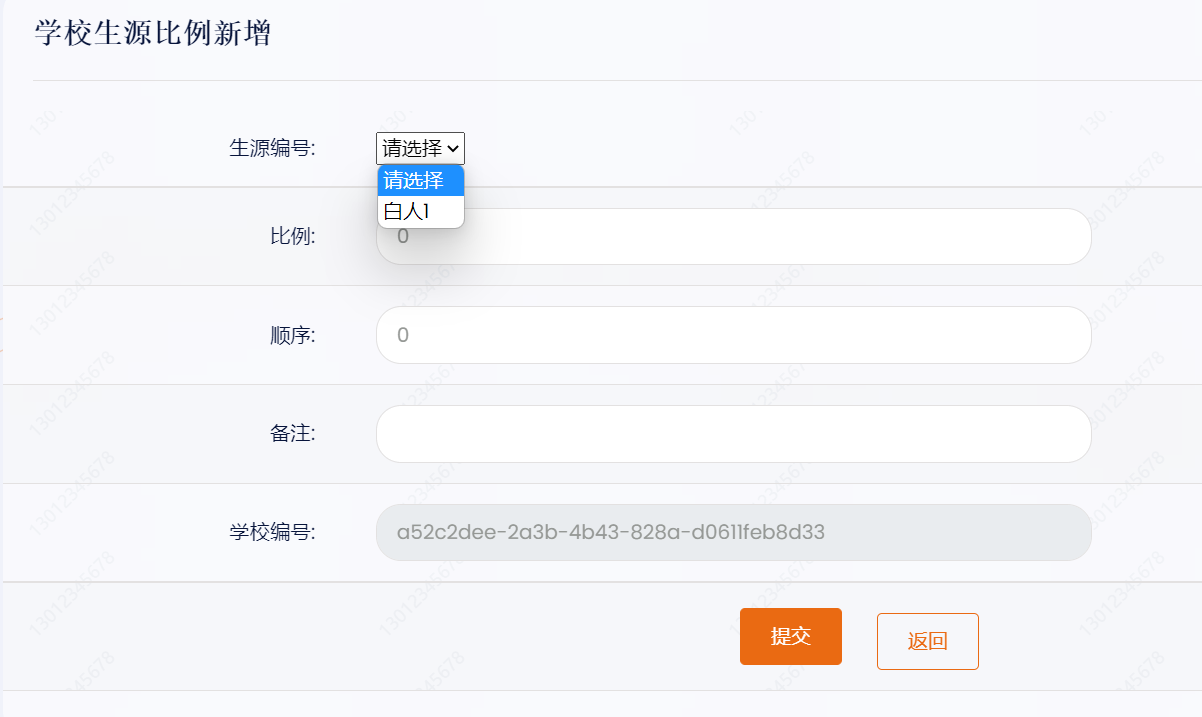 学校生源比例新增
生源编号:
请选择
请选择
白人1
比例:
0
顺序:
0
备注:
学校编号:
a52c2dee-2a3b-4b43-828a-d0611feb8d33
提交
返回
13012345678